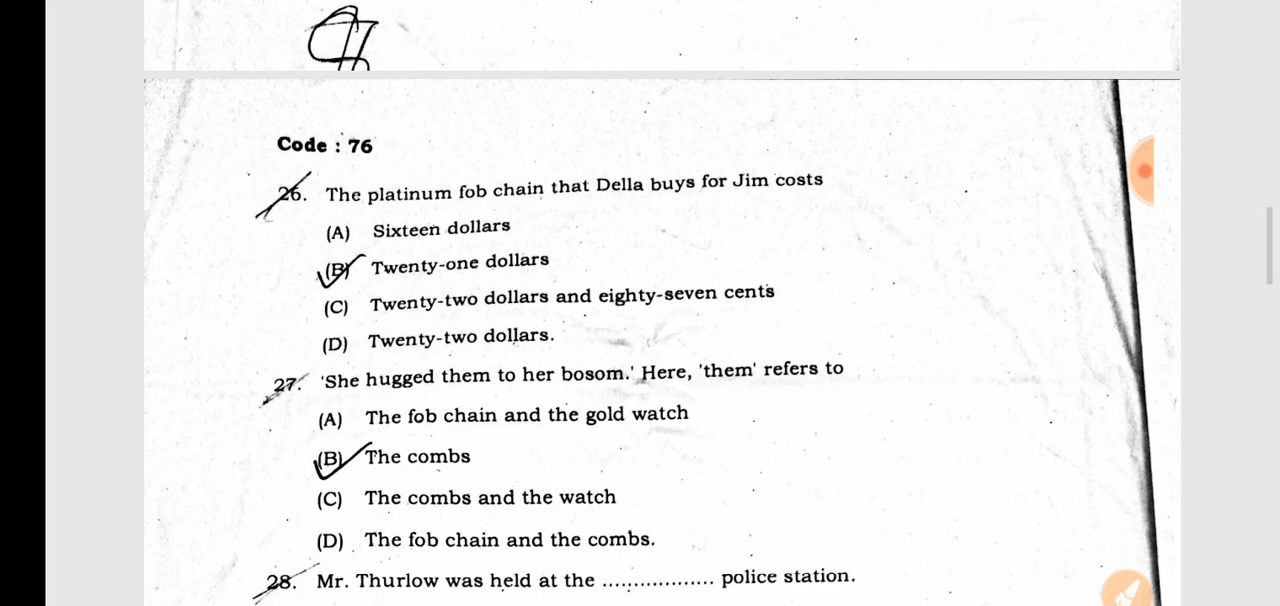 Code : 76
26. The platinum fob chain that Della buys for Jim costs
(A) Sixteen dollars
(B) Twenty-one dollars
(C) Twenty-two dollars and eighty-seven cents
(D) Twenty-two dollars.
27. 'She hugged them to her bosom.' Here, 'them' refers to
(A) The fob chain and the gold watch
(B) The combs
(C) The combs and the watch
(D) The fob chain and the combs.
28. Mr. Thurlow was held at the .................. police station.